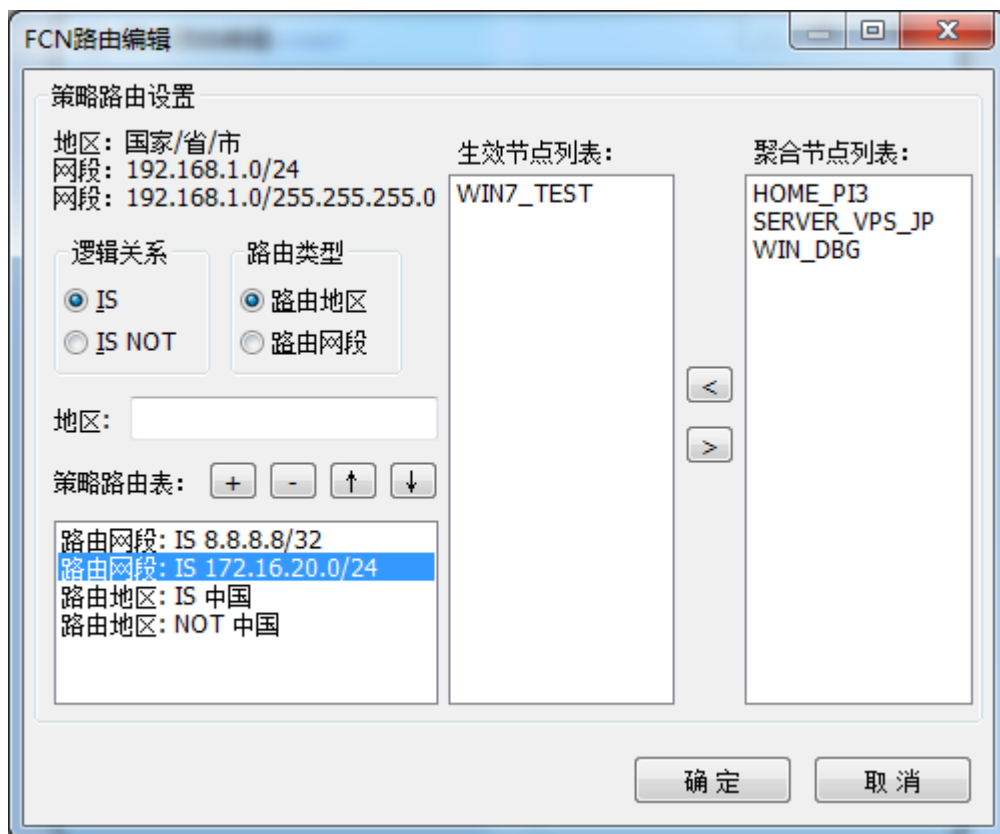 FCN路由编辑
策略路由设置
地区: 国家/省/市
网段: 192.168.1.0/24
网段: 192.168.1.0/255.255.255.0
逻辑关系
IS
IS NOT
路由类型
路由地区
路由网段
地区:
策略路由表:
+
-
↑
↓
路由网段: IS 8.8.8.8/32
路由网段: IS 172.16.20.0/24
路由地区: IS 中国
路由地区: NOT 中国
生效节点列表:
WIN7_TEST
<
>
聚合节点列表:
HOME_PI3
SERVER_VPS_JP
WIN_DBG
确 定
取 消